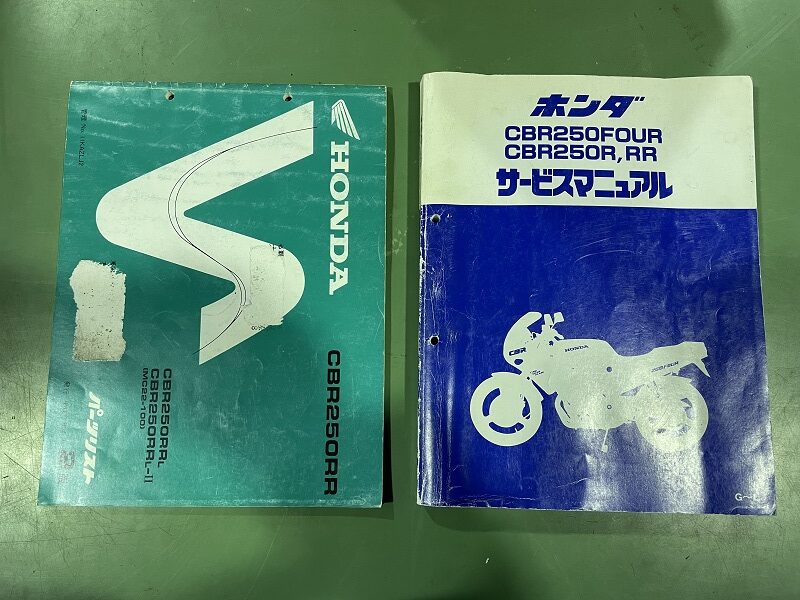 HONDA
CBR250RR
CBR250RRL
CBR250RRL-II
(MC22-100)
パーツリスト
ホンダ
CBR250FOUR
CBR250R, RR
サービスマニュアル
CBR
HONDA